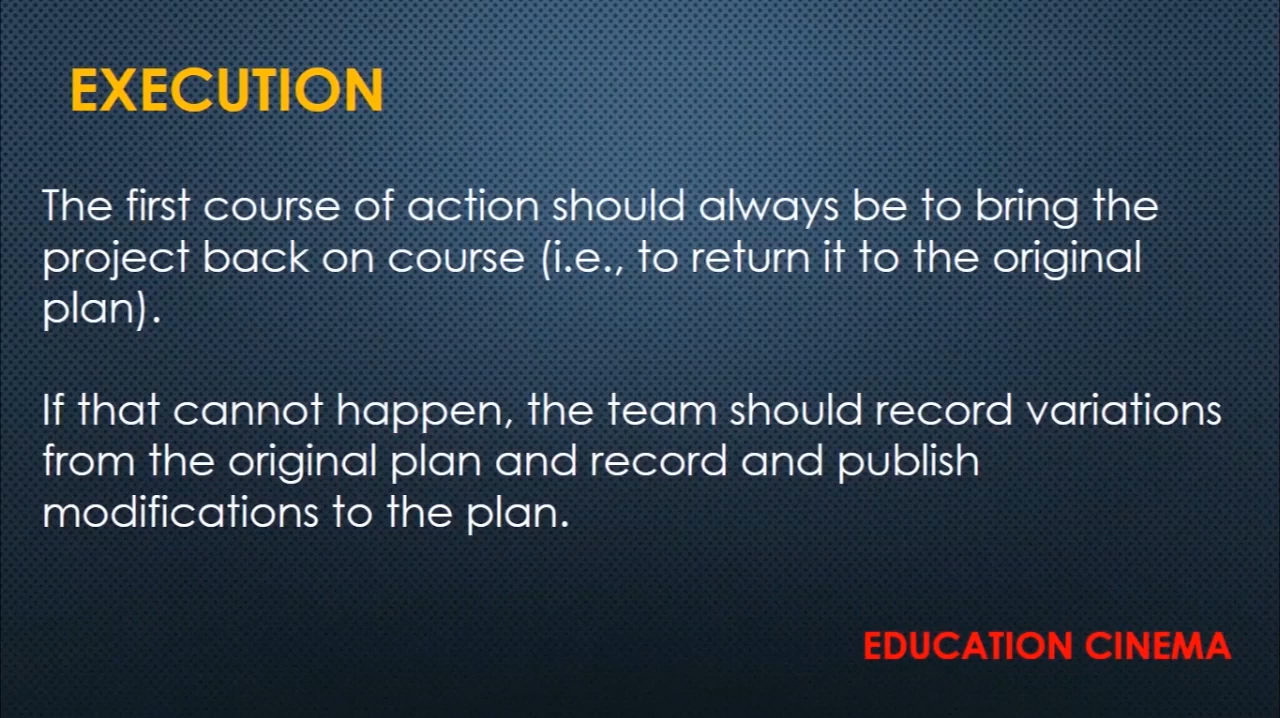 EXECUTION
The first course of action should always be to bring the
project back on course (i.e., to return it to the original
plan).
If that cannot happen, the team should record variations
from the original plan and record and publish
modifications to the plan.
EDUCATION CINEMA